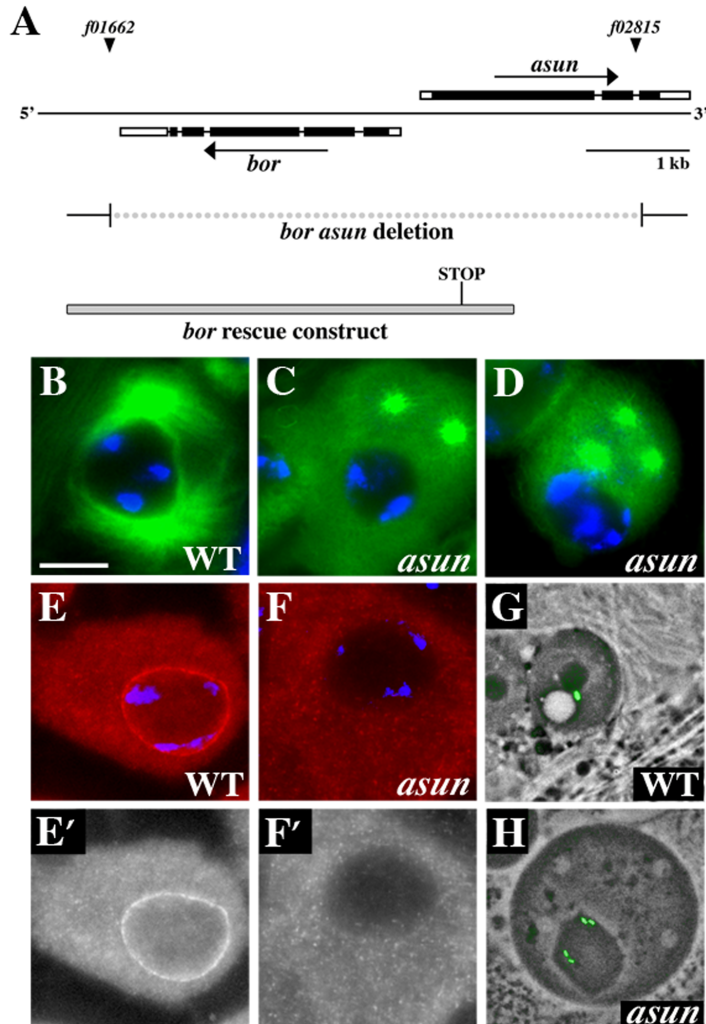 A
f01662
f02815
asun
5’
3’
bor
1 kb
bor asun deletion
STOP
bor rescue construct
B
WT
C
asun
D
asun
E
WT
F
asun
G
WT
E′
F′
H
asun